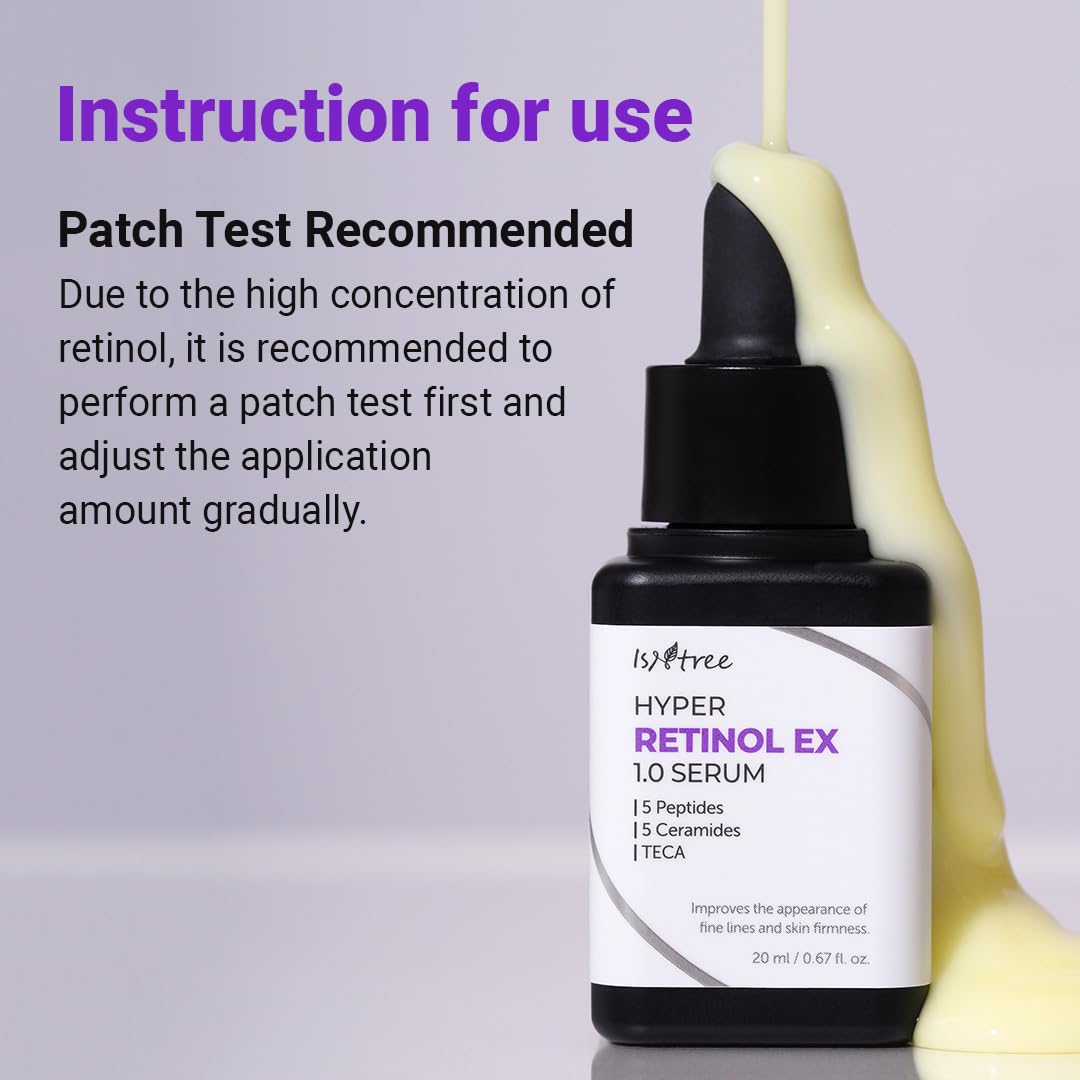 Instruction for use
Patch Test Recommended
Due to the high concentration of
retinol, it is recommended to
perform a patch test first and
adjust the application
amount gradually.
IsNtree
HYPER
RETINOL EX
1.0 SERUM
| 5 Peptides
| 5 Ceramides
| TECA
Improves the appearance of
fine lines and skin firmness.
20 ml / 0.67 fl. oz.